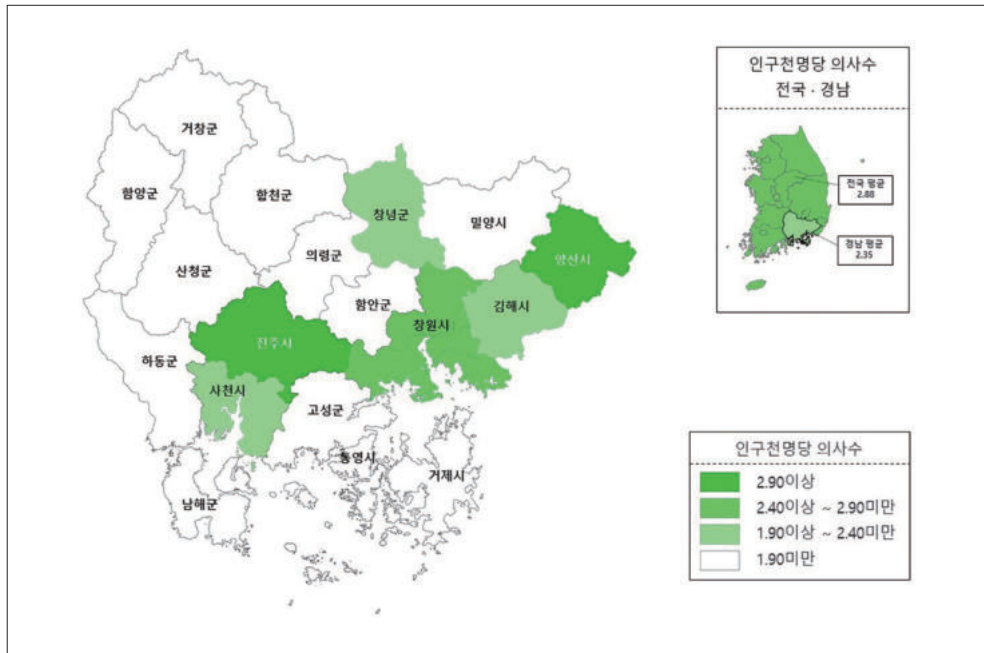 인구천명당 의사수
전국 · 경남
전국 평균
2.88
경남 평균
2.35
거창군
함양군
합천군
창녕군
밀양시
양산시
의령군
산청군
함안군
창원시
김해시
진주시
하동군
사천시
고성군
통영시
거제시
남해군
인구천명당 의사수
2.90이상
2.40이상 ~ 2.90미만
1.90이상 ~ 2.40미만
1.90미만